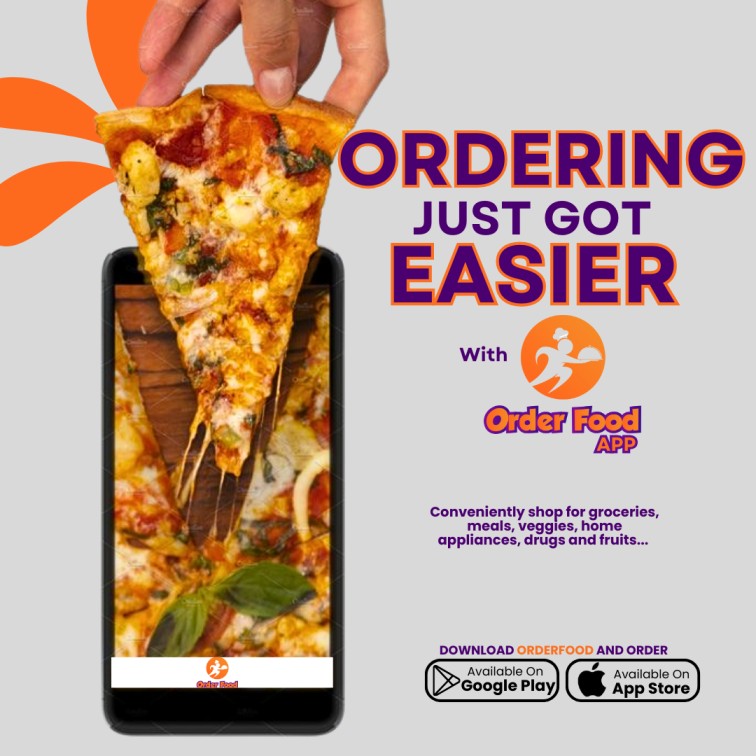 ORDERING
JUST GOT
EASIER
With
Order Food
APP
Conveniently shop for groceries,
meals, veggies, home
appliances, drugs and fruits...
DOWNLOAD ORDERFOOD AND ORDER
Available On
Google Play
Available On
App Store
Order Food